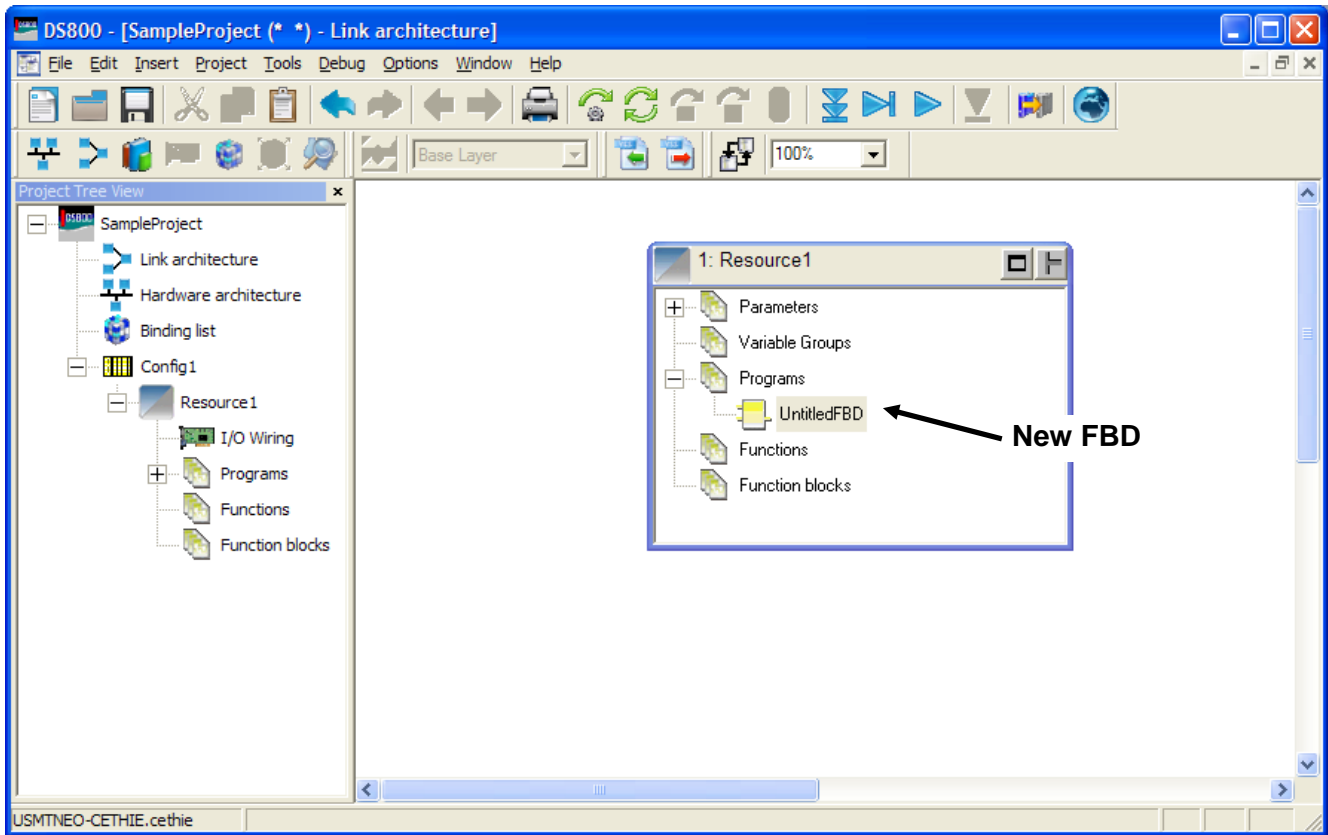 DS800 - [SampleProject (* *) - Link architecture]
File Edit Insert Project Tools Debug Options Window Help
Base Layer
100%
Project Tree View
DS800
SampleProject
Link architecture
Hardware architecture
Binding list
Config1
Resource1
I/O Wiring
Programs
Functions
Function blocks
1: Resource1
Parameters
Variable Groups
Programs
UntitledFBD
New FBD
Functions
Function blocks
USMTNEO-CETHIE.cethie